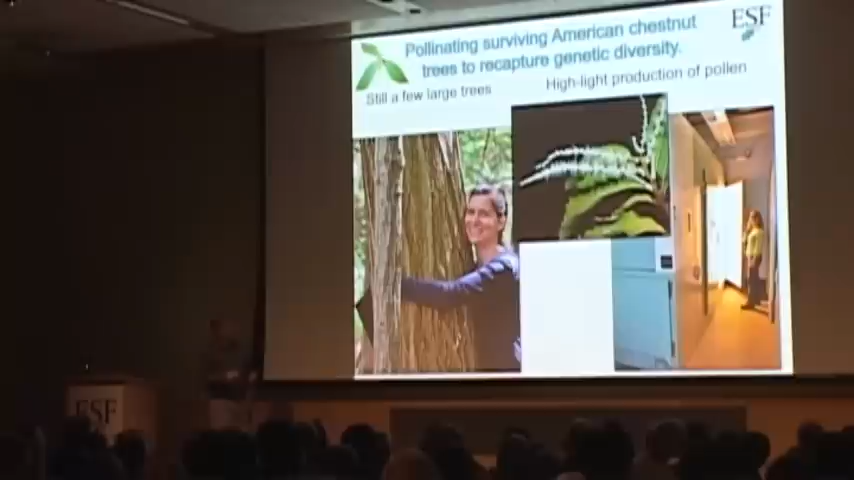 Pollinating surviving American chestnut
trees to recapture genetic diversity.
ESF
Still a few large trees
High-light production of pollen
ESF